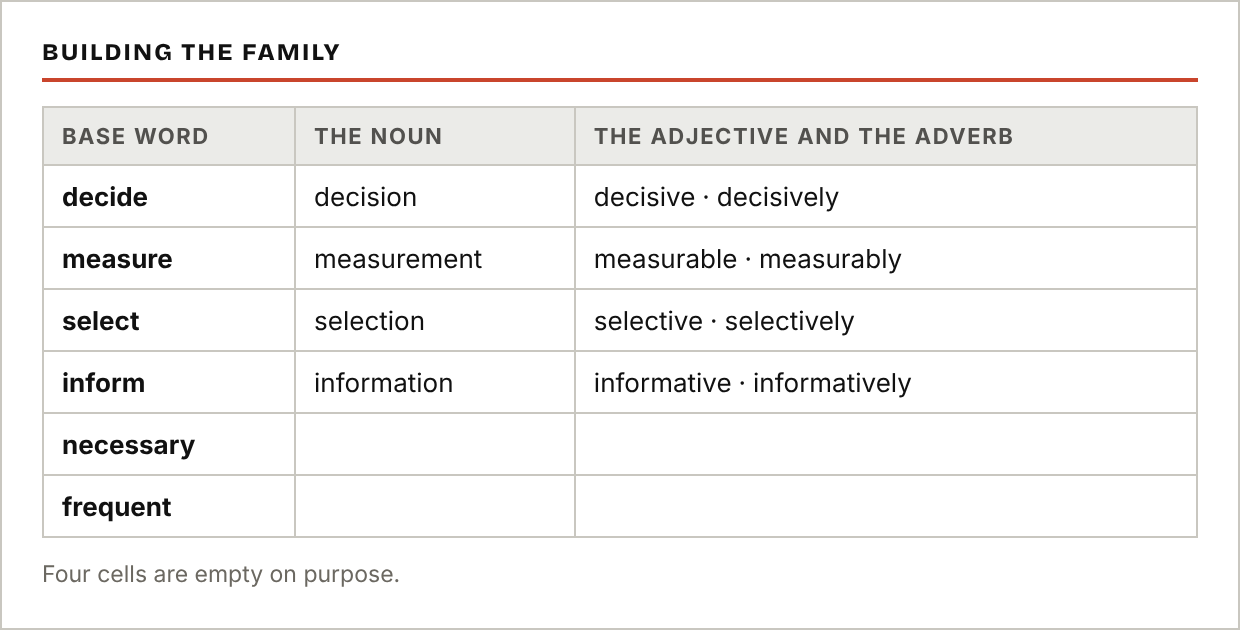 BUILDING THE FAMILY
BASE WORD THE NOUN THE ADJECTIVE AND THE ADVERB
decide decision decisive · decisively
measure measurement measurable · measurably
select selection selective · selectively
inform information informative · informatively
necessary
frequent
Four cells are empty on purpose.